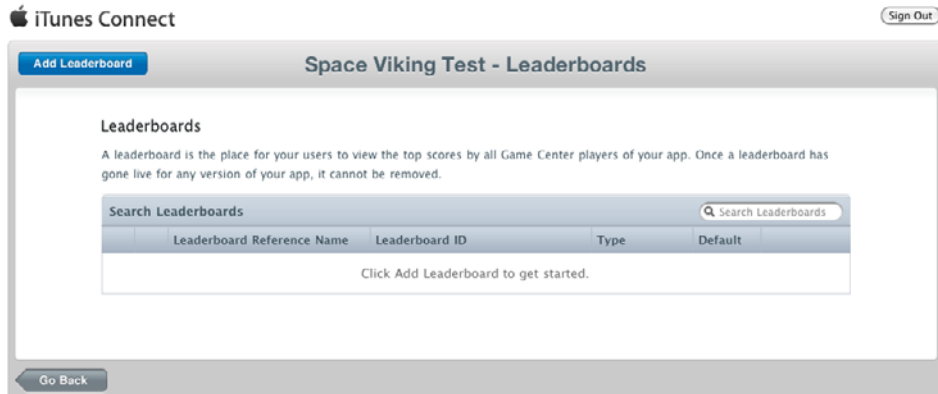 iTunes Connect
Sign Out
Add Leaderboard
Space Viking Test - Leaderboards
Leaderboards
A leaderboard is the place for your users to view the top scores by all Game Center players of your app. Once a leaderboard has
gone live for any version of your app, it cannot be removed.
Search Leaderboards
Search Leaderboards
Leaderboard Reference Name Leaderboard ID Type Default
Click Add Leaderboard to get started.
Go Back